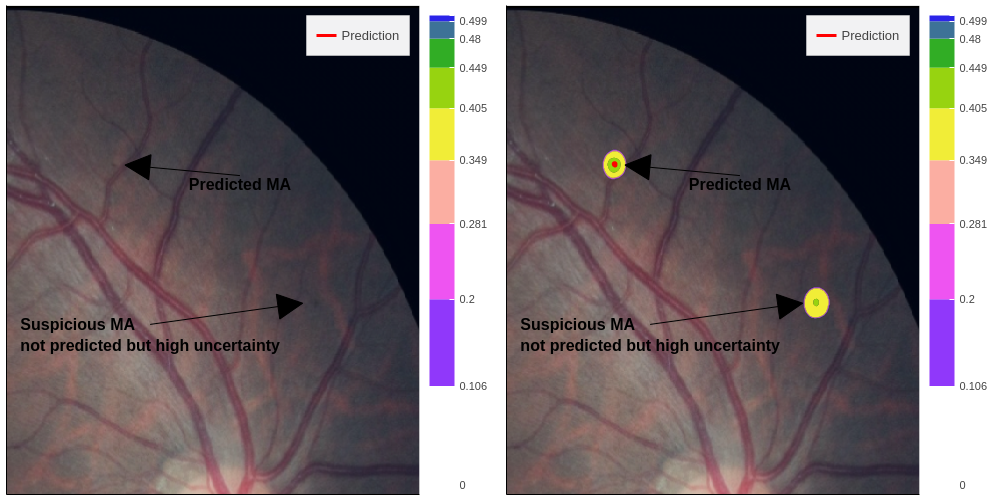 Prediction
Predicted MA
Suspicious MA
not predicted but high uncertainty
0.499
0.48
0.449
0.405
0.349
0.281
0.2
0.106
0
Prediction
Predicted MA
Suspicious MA
not predicted but high uncertainty
0.499
0.48
0.449
0.405
0.349
0.281
0.2
0.106
0